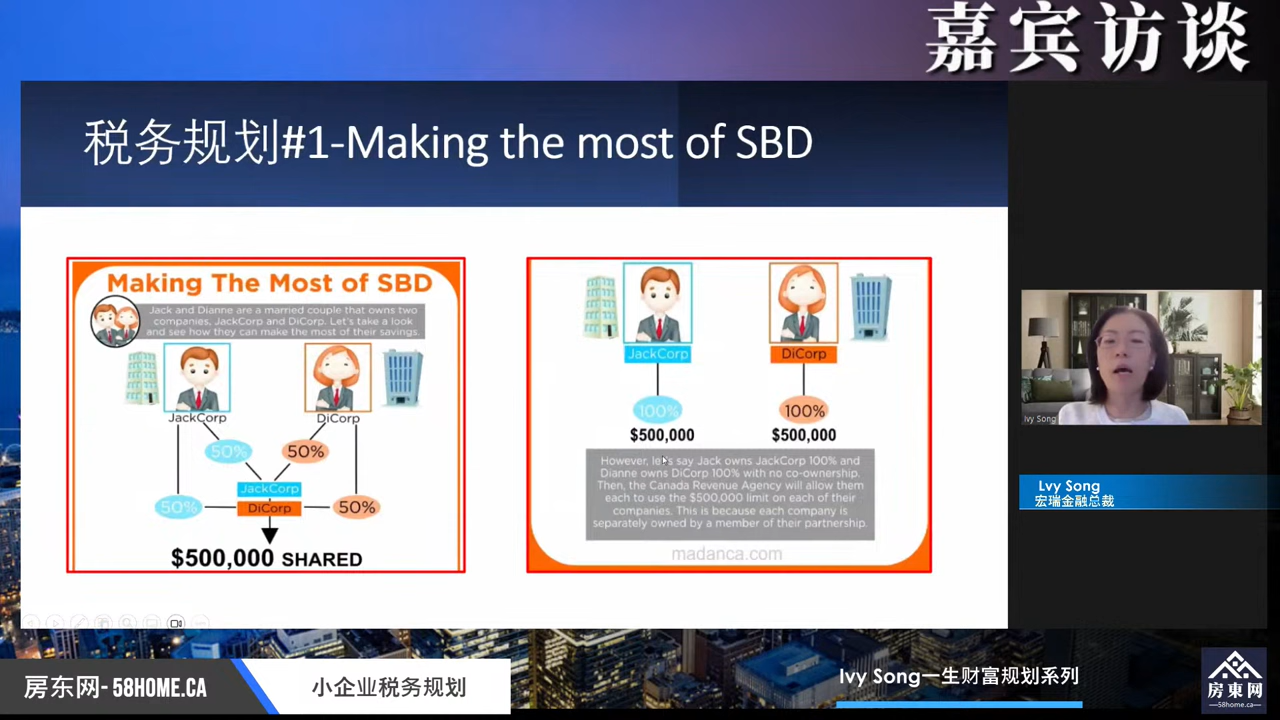 嘉宾访谈
税务规划#1-Making the most of SBD
Making The Most of SBD
Jack and Dianne are a married couple that owns two
companies, JackCorp and DiCorp. Let's take a look
and see how they can make the most of their savings.
JackCorp
DiCorp
50%
50%
JackCorp
50%
DiCorp
50%
$500,000 SHARED
JackCorp
DiCorp
100%
100%
$500,000
$500,000
However, let's say Jack owns JackCorp 100% and
Dianne owns DiCorp 100% with no co-ownership.
Then, the Canada Revenue Agency will allow them
each to use the $500,000 limit on each of their
companies. This is because each company is
separately owned by a member of their partnership.
madanca.com
Ivy Song
Ivy Song
宏瑞金融总裁
房东网- 58HOME.CA
小企业税务规划
Ivy Song一生财富规划系列
房東网
58home.ca